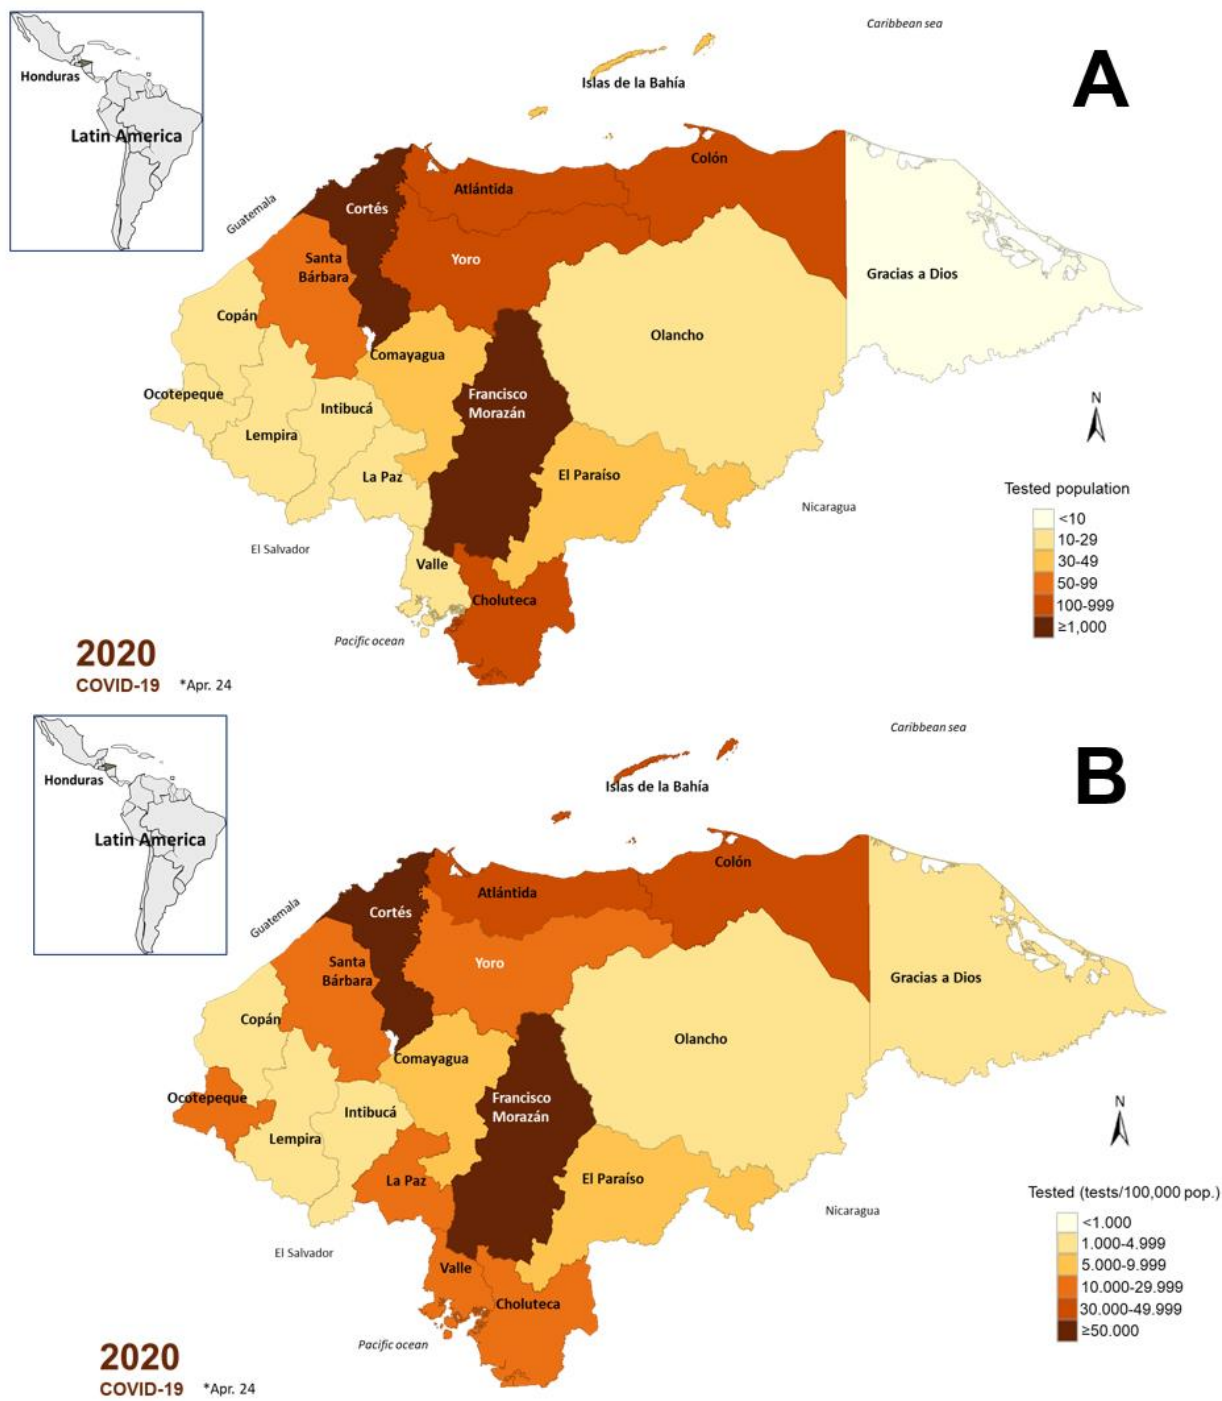 Caribbean sea
A
Honduras
Latin America
Islas de la Bahía
Guatemala
Cortés
Atlántida
Colón
Santa
Bárbara
Yoro
Gracias a Dios
Copán
Olancho
Comayagua
Ocotepeque
Intibucá
Francisco
Morazán
Lempira
La Paz
El Paraíso
N
Tested population
<10
10-29
30-49
50-99
100-999
≥1,000
Nicaragua
El Salvador
Valle
Choluteca
Pacific ocean
2020
COVID-19 *Apr. 24
Caribbean sea
B
Honduras
Latin America
Islas de la Bahía
Guatemala
Cortés
Atlántida
Colón
Santa
Bárbara
Yoro
Gracias a Dios
Copán
Olancho
Comayagua
Ocotepeque
Intibucá
Francisco
Morazán
Lempira
La Paz
El Paraíso
N
Tested (tests/100,000 pop.)
<1.000
1.000-4.999
5.000-9.999
10.000-29.999
30.000-49.999
≥50.000
Nicaragua
El Salvador
Valle
Choluteca
Pacific ocean
2020
COVID-19 *Apr. 24